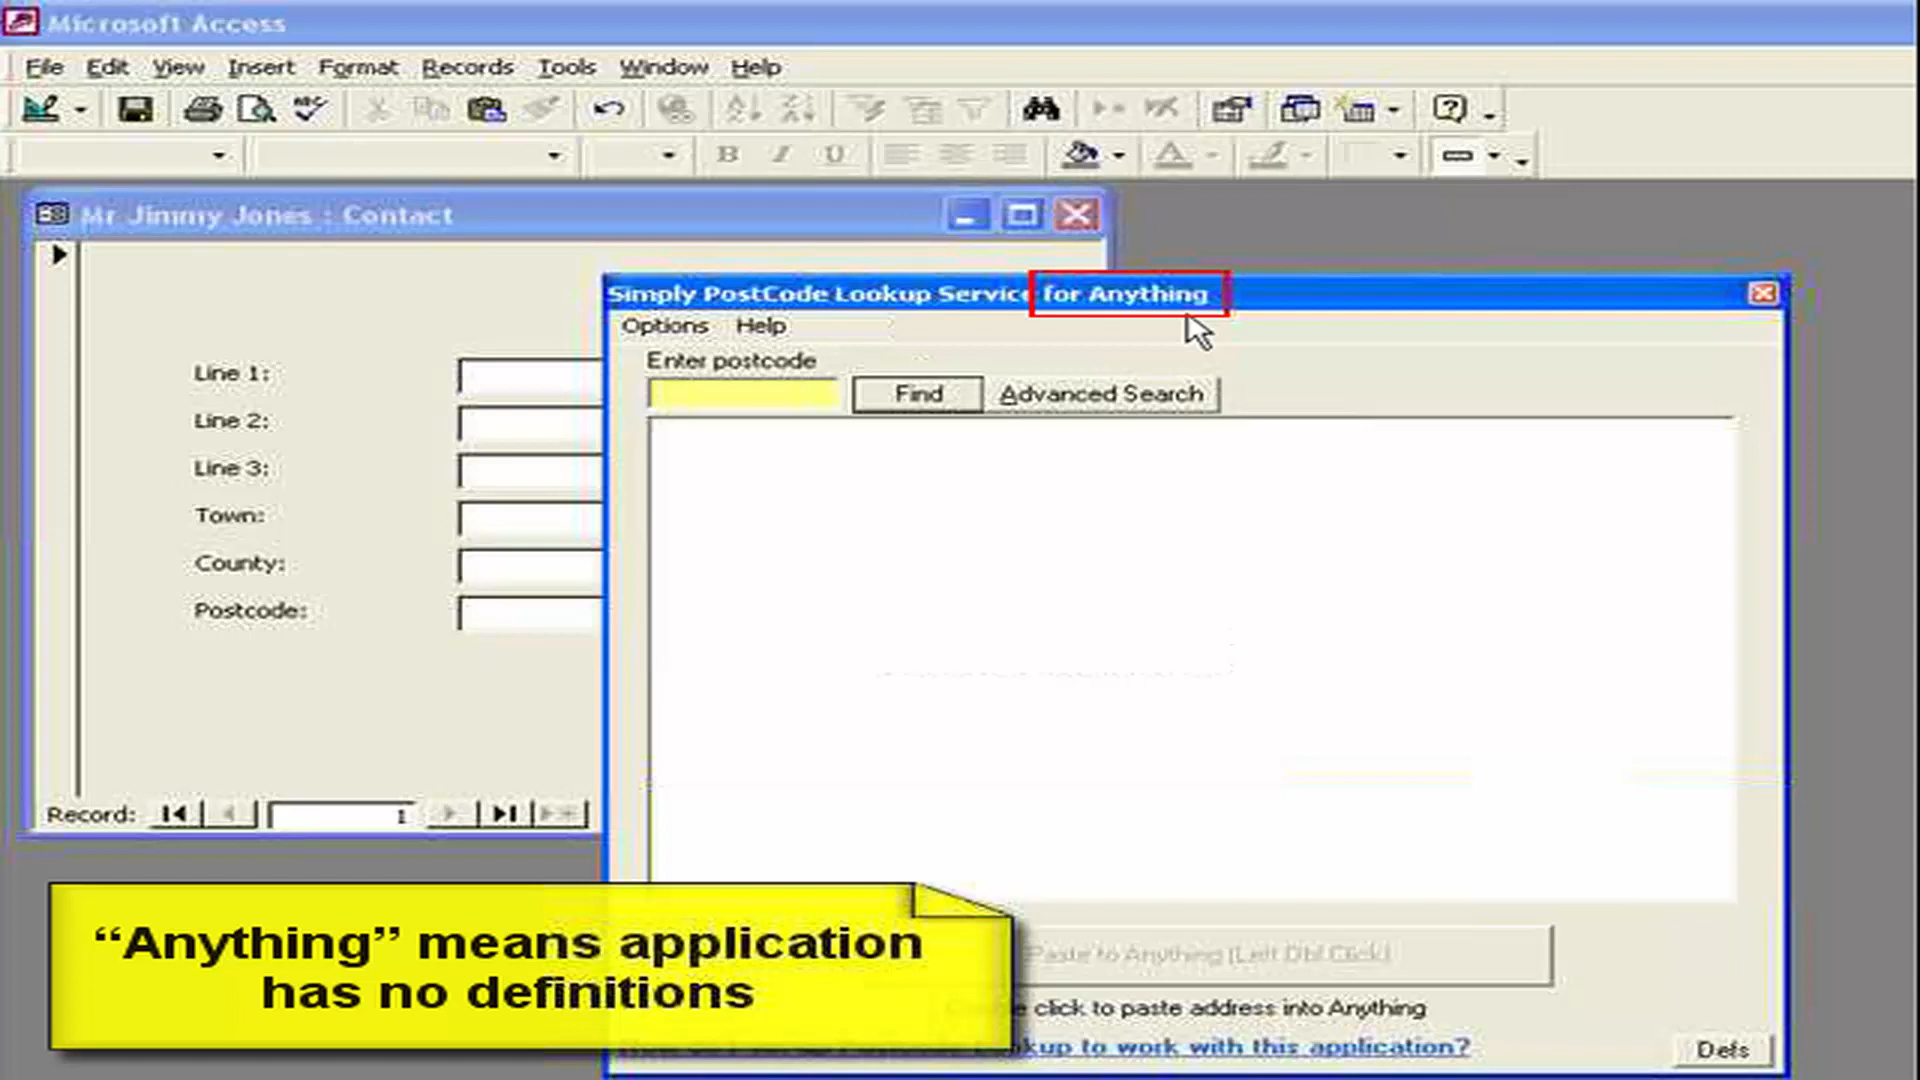 Microsoft Access
File Edit View Insert Format Records Tools Window Help
ABC
B I U
A
Mr Jimmy Jones : Contact
Simply PostCode Lookup Service for Anything
Options Help
Enter postcode
Find Advanced Search
Line 1:
Line 2:
Line 3:
Town:
County:
Postcode:
Record: 1
“Anything” means application
has no definitions
Paste to Anything (Left Dbl Click)
click to paste address into Anything
to work with this application?
Defs